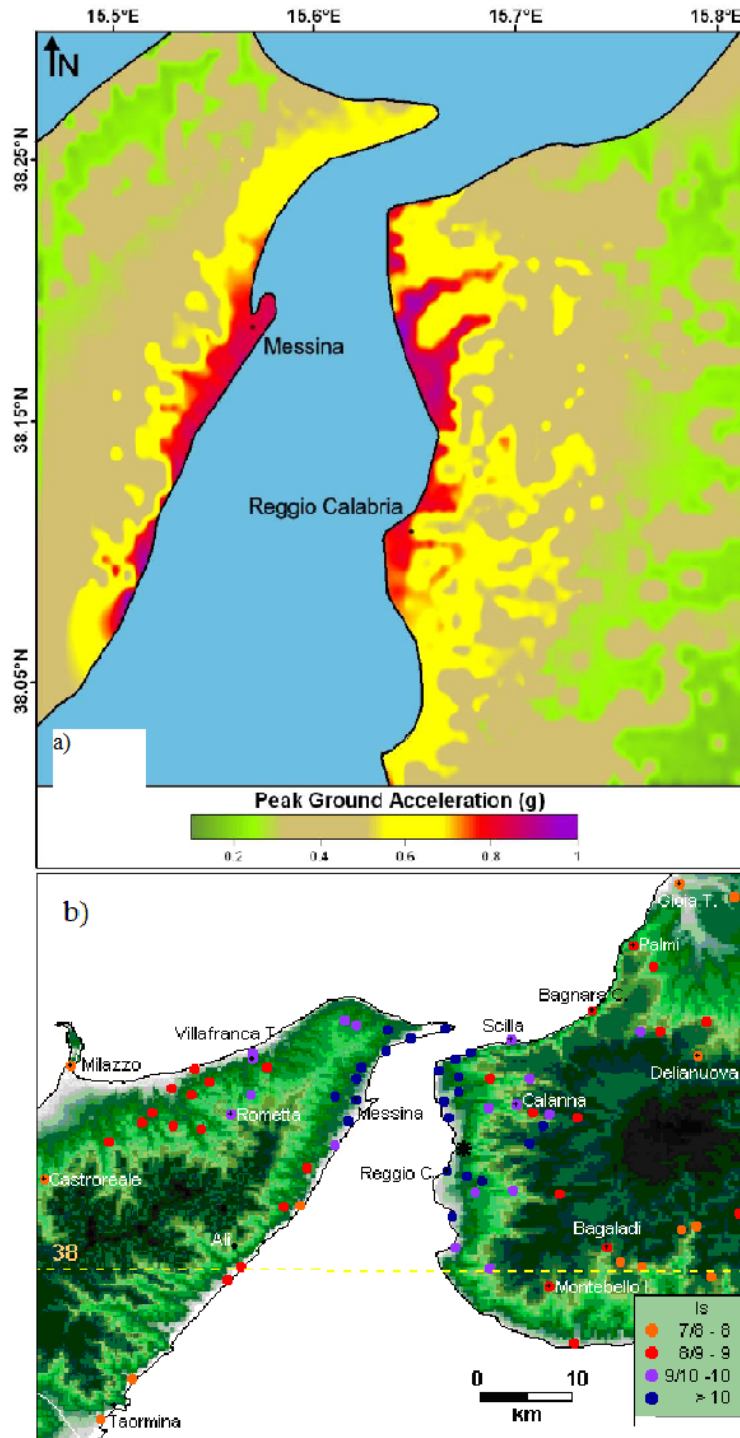 15.5°E 15.6°E 15.7°E 15.8°E
N
38.25°N
Messina
38.15°N
Reggio Calabria
38.05°N
a)
Peak Ground Acceleration (g)
0.2 0.4 0.6 0.8 1
b)
Gioia T.
Palmi
Bagnara C.
Villafranca T.
Scilla
Milazzo
Delianuova
Rometta
Messina
Calanna
Reggio C.
Castroreale
Alì
Bagaladi
38
Montebello I.
Is
7/8 - 8
8/9 - 9
9/10 -10
> 10
0 10
km
Taormina